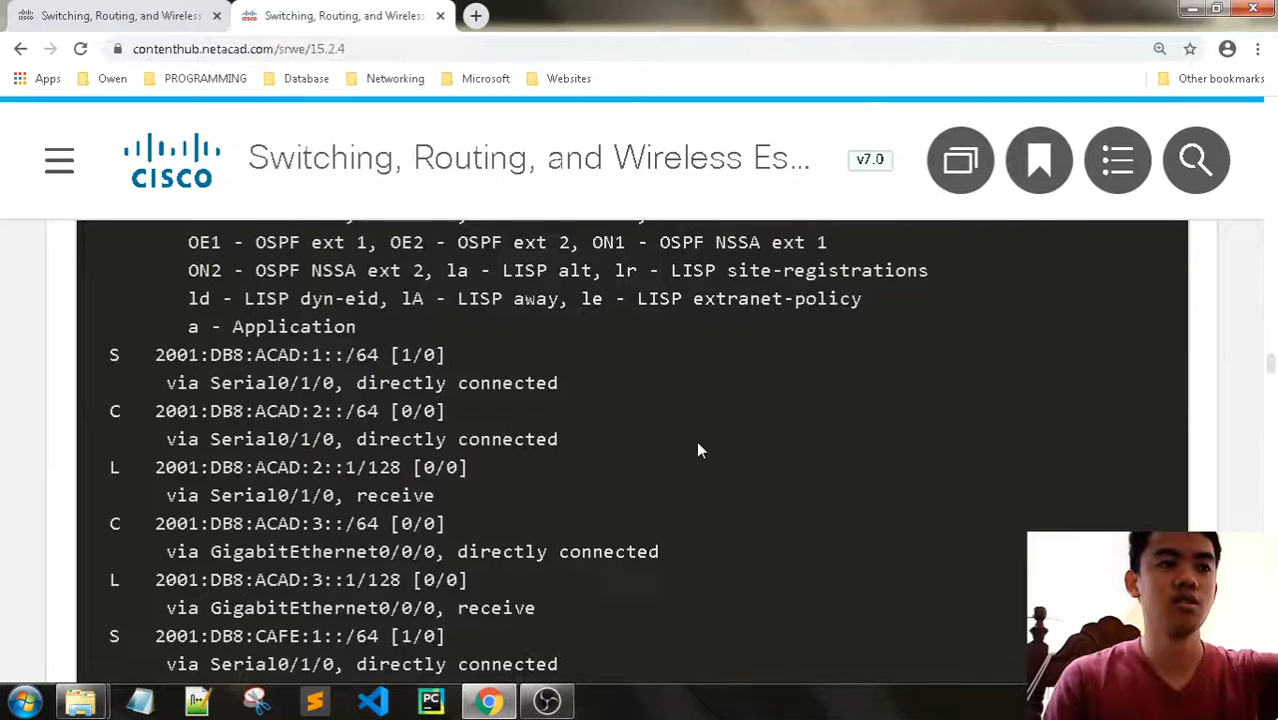 Switching, Routing, and Wireless
Switching, Routing, and Wireless
contenthub.netacad.com/srwe/15.2.4
Apps
Owen
PROGRAMMING
Database
Networking
Microsoft
Websites
Other bookmarks
CISCO
Switching, Routing, and Wireless Es...
v7.0
OE1 - OSPF ext 1, OE2 - OSPF ext 2, ON1 - OSPF NSSA ext 1
ON2 - OSPF NSSA ext 2, la - LISP alt, lr - LISP site-registrations
ld - LISP dyn-eid, lA - LISP away, le - LISP extranet-policy
a - Application
S 2001:DB8:ACAD:1::/64 [1/0]
via Serial0/1/0, directly connected
C 2001:DB8:ACAD:2::/64 [0/0]
via Serial0/1/0, directly connected
L 2001:DB8:ACAD:2::1/128 [0/0]
via Serial0/1/0, receive
C 2001:DB8:ACAD:3::/64 [0/0]
via GigabitEthernet0/0/0, directly connected
L 2001:DB8:ACAD:3::1/128 [0/0]
via GigabitEthernet0/0/0, receive
S 2001:DB8:CAFE:1::/64 [1/0]
via Serial0/1/0, directly connected
PC